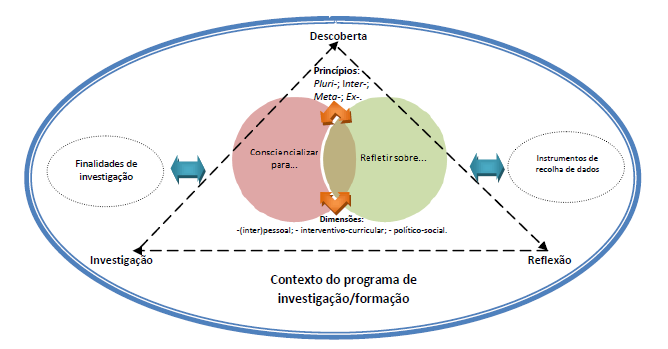 Descoberta
Princípios:
Pluri-; Inter-;
Meta-; Ex-.
Finalidades de
investigação
Consciencializar
para...
Refletir sobre...
Instrumentos de
recolha de dados
Dimensões:
-(inter)pessoal; - interventivo-curricular; - político-social.
Investigação
Reflexão
Contexto do programa de
investigação/formação